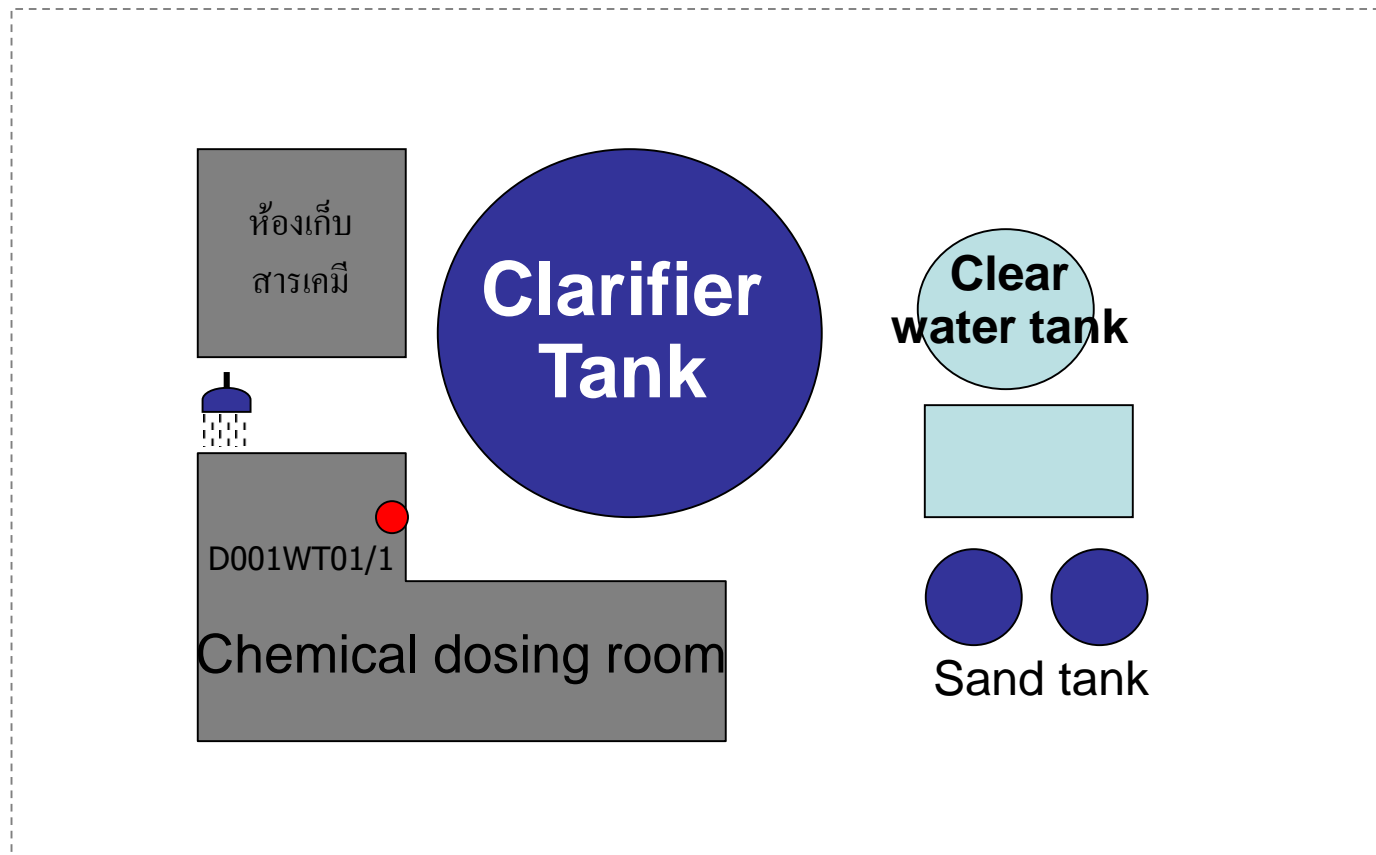 ห้องเก็บ
สารเคมี
Clarifier
Tank
Clear
water tank
D001WT01/1
Chemical dosing room
Sand tank